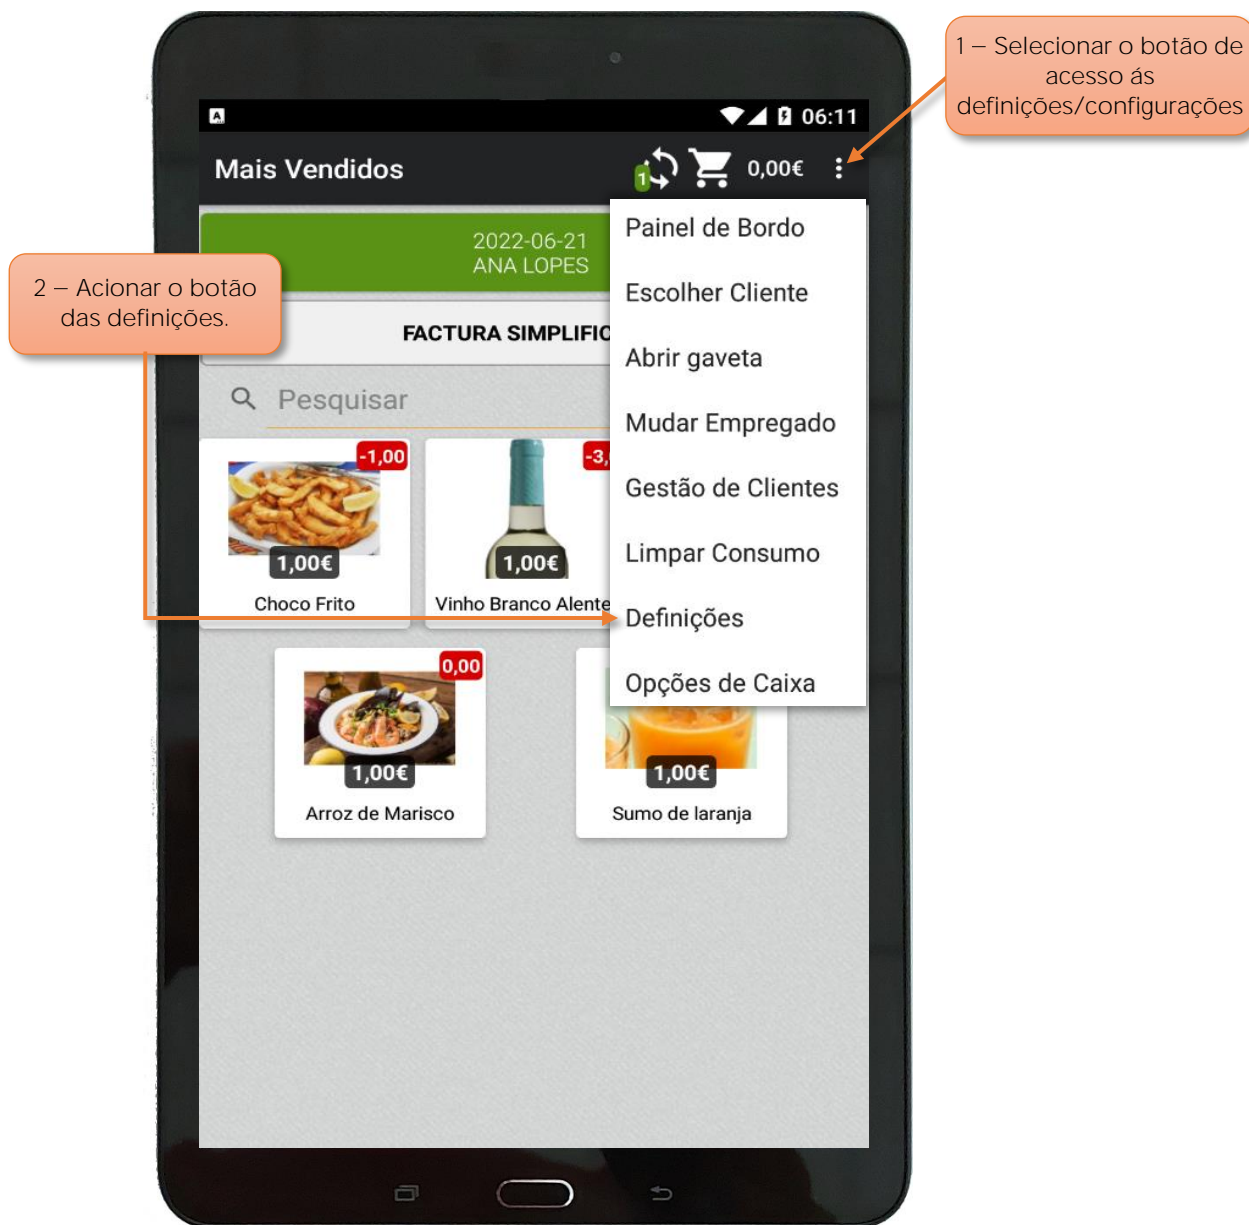 1 – Selecionar o botão de
acesso ás
definições/configurações
A
06:11
Mais Vendidos
1
0,00€
2022-06-21
ANA LOPES
2 – Acionar o botão
das definições.
FACTURA SIMPLIFIC
Pesquisar
Painel de Bordo
Escolher Cliente
Abrir gaveta
Mudar Empregado
Gestão de Clientes
Limpar Consumo
Definições
Opções de Caixa
-1,00
1,00€
Choco Frito
-3,
1,00€
Vinho Branco Alente
0,00
1,00€
Arroz de Marisco
1,00€
Sumo de laranja